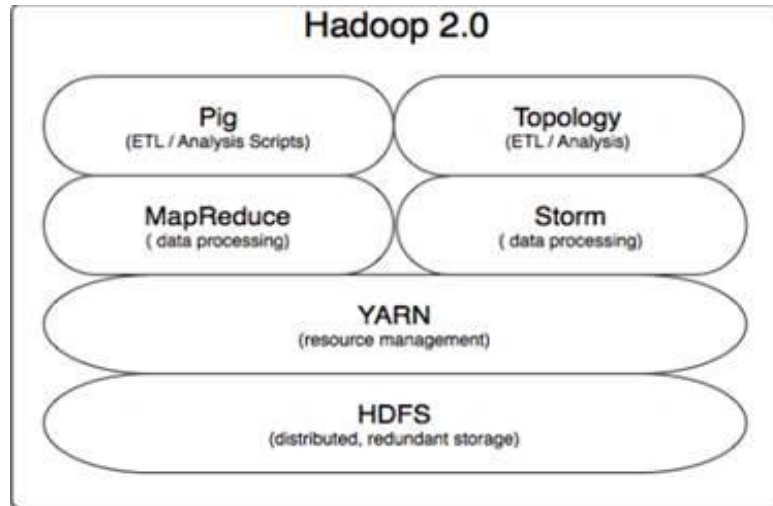 Hadoop 2.0
Pig
(ETL / Analysis Scripts)
Topology
(ETL / Analysis)
MapReduce
( data processing)
Storm
( data processing)
YARN
(resource management)
HDFS
(distributed, redundant storage)